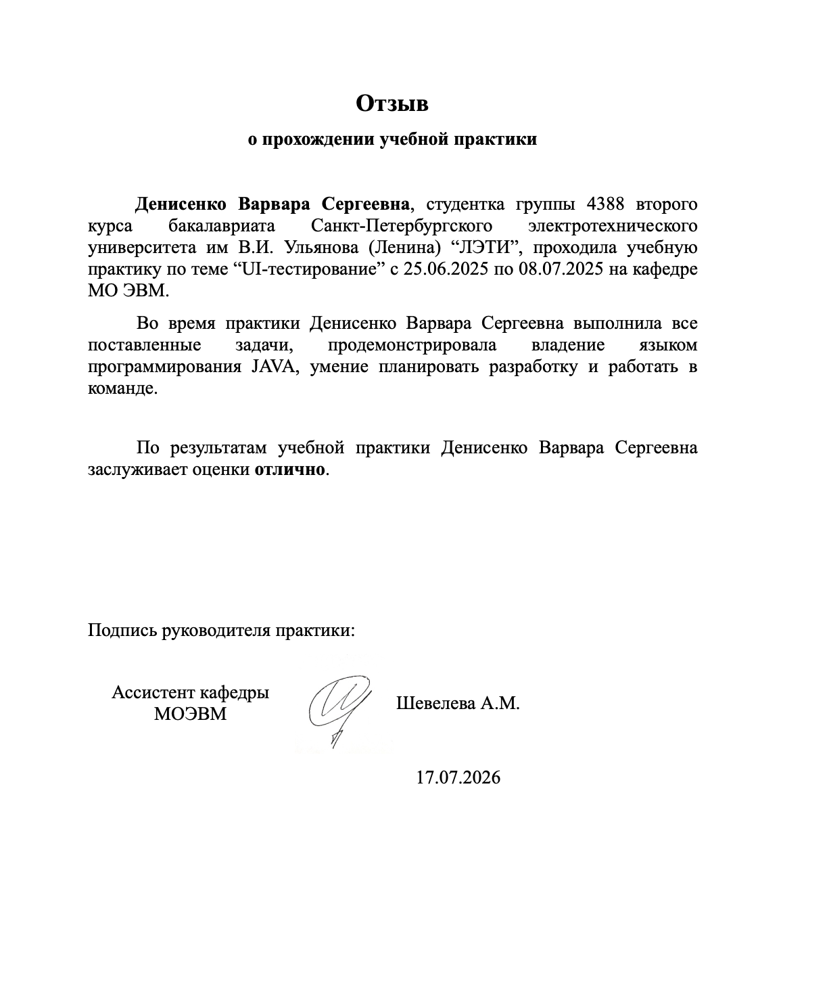 Отзыв
о прохождении учебной практики
Денисенко Варвара Сергеевна, студентка группы 4388 второго
курса бакалавриата Санкт-Петербургского электротехнического
университета им В.И. Ульянова (Ленина) “ЛЭТИ”, проходила учебную
практику по теме “UI-тестирование” с 25.06.2025 по 08.07.2025 на кафедре
МО ЭВМ.
Во время практики Денисенко Варвара Сергеевна выполнила все
поставленные задачи, продемонстрировала владение языком
программирования JAVA, умение планировать разработку и работать в
команде.
По результатам учебной практики Денисенко Варвара Сергеевна
заслуживает оценки отлично.
Подпись руководителя практики:
Ассистент кафедры
МОЭВМ
Шевелева А.М.
17.07.2026